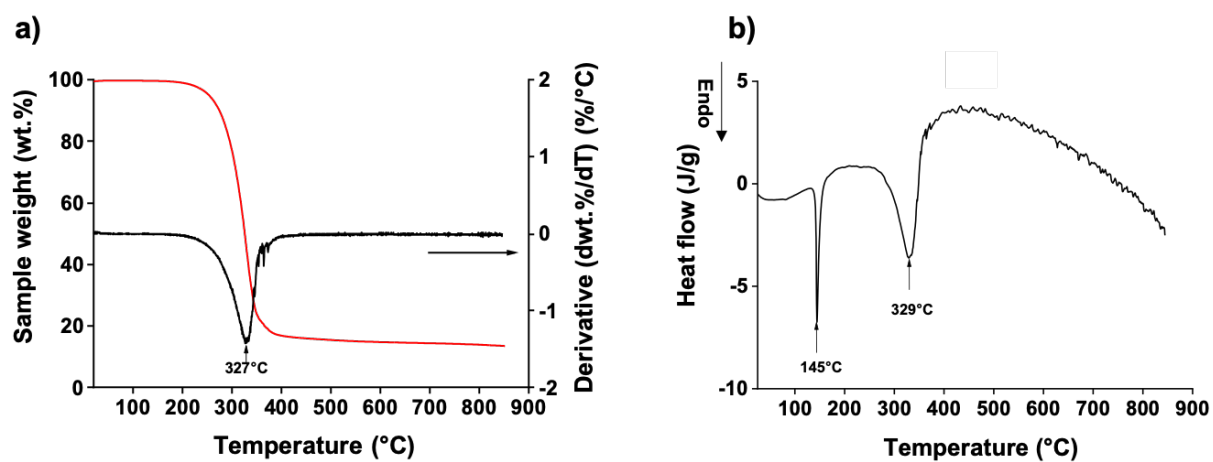 a)
Sample weight (wt.%)
100
80
60
40
20
0
327°C
2
1
0
-1
-2
Derivative (dwt.%/dT) (%/°C)
100 200 300 400 500 600 700 800 900
Temperature (°C)
b)
Endo
Heat flow (J/g)
5
0
-5
-10
145°C
329°C
100 200 300 400 500 600 700 800 900
Temperature (°C)